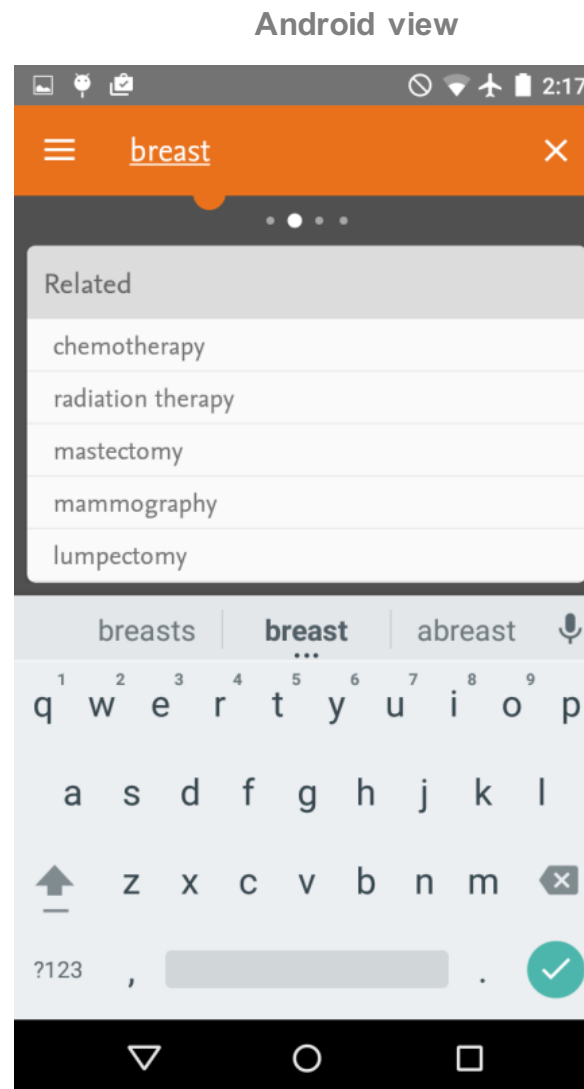 Android view
2:17
breast
Related
chemotherapy
radiation therapy
mastectomy
mammography
lumpectomy
breasts breast abreast
1 2 3 4 5 6 7 8 9
q w e r t y u i o p
a s d f g h j k l
z x c v b n m
?123 , .